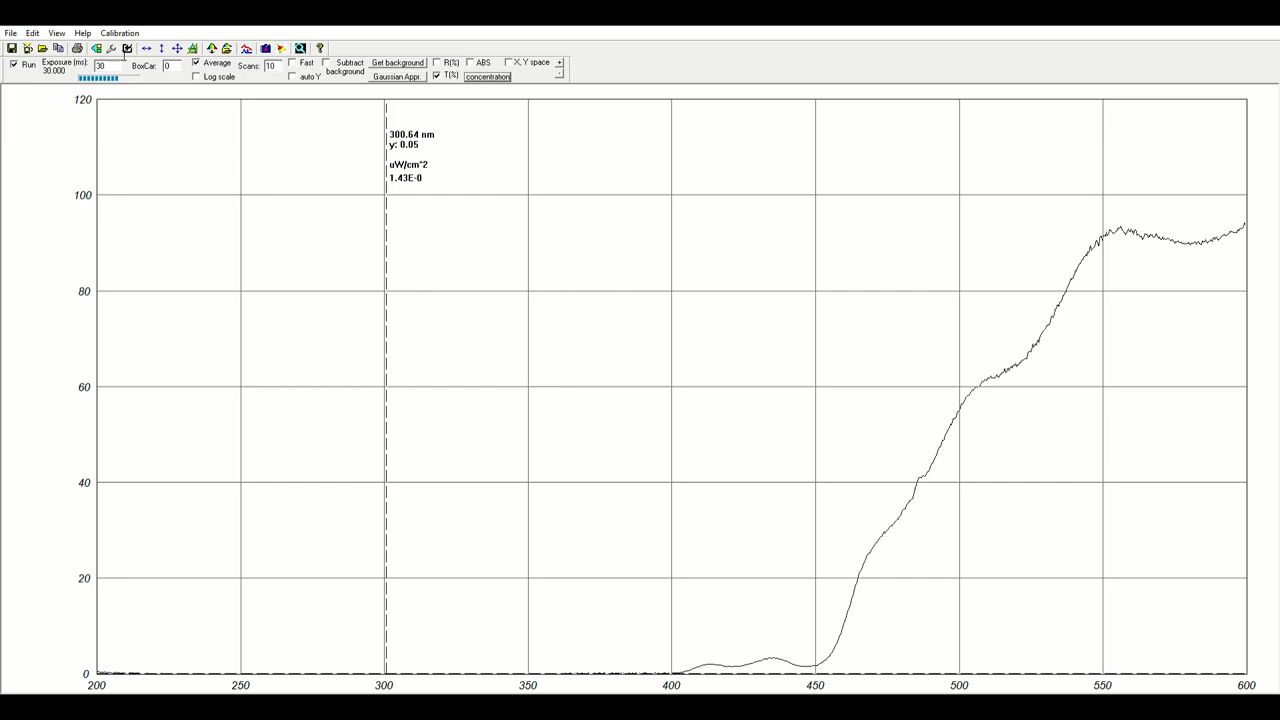 File Edit View Help Calibration
Run Exposure (ms): 30 BoxCar: 0 Average Scans: 10 Fast Subtract background Get background R(%) ABS X, Y space +
30.000 Log scale auto Y Gaussian Appr. T(%) concentration -
120
300.64 nm
y: 0.05
uW/cm^2
1.43E-0
100
80
60
40
20
0
200 250 300 350 400 450 500 550 600